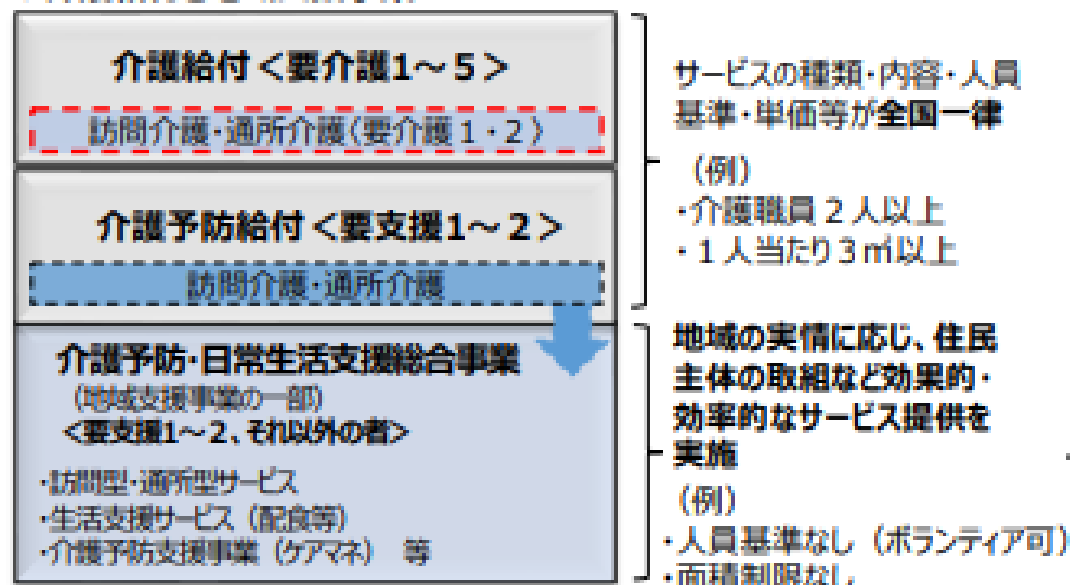 介護給付＜要介護1～5＞
訪問介護・通所介護（要介護1・2）
介護予防給付＜要支援1～2＞
訪問介護・通所介護
介護予防・日常生活支援総合事業
（地域支援事業の一部）
＜要支援1～2、それ以外の者＞
・訪問型・通所型サービス
・生活支援サービス（配食等）
・介護予防支援事業（ケアマネ）　等
サービスの種類・内容・人員
基準・単価等が全国一律
（例）
・介護職員２人以上
・１人当たり３㎡以上
地域の実情に応じ、住民
主体の取組など効果的・
効率的なサービス提供を
実施
（例）
・人員基準なし（ボランティア可）
・面積制限なし